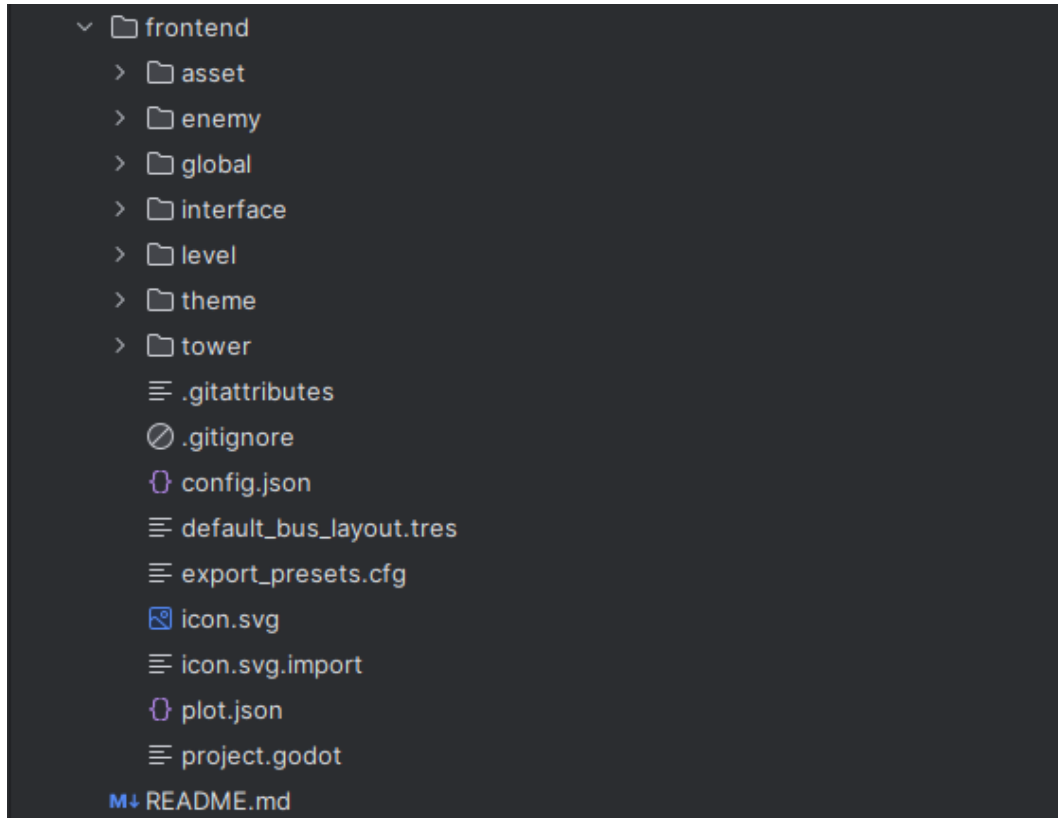 frontend
asset
enemy
global
interface
level
theme
tower
.gitattributes
.gitignore
config.json
default_bus_layout.tres
export_presets.cfg
icon.svg
icon.svg.import
plot.json
project.godot
M↓ README.md